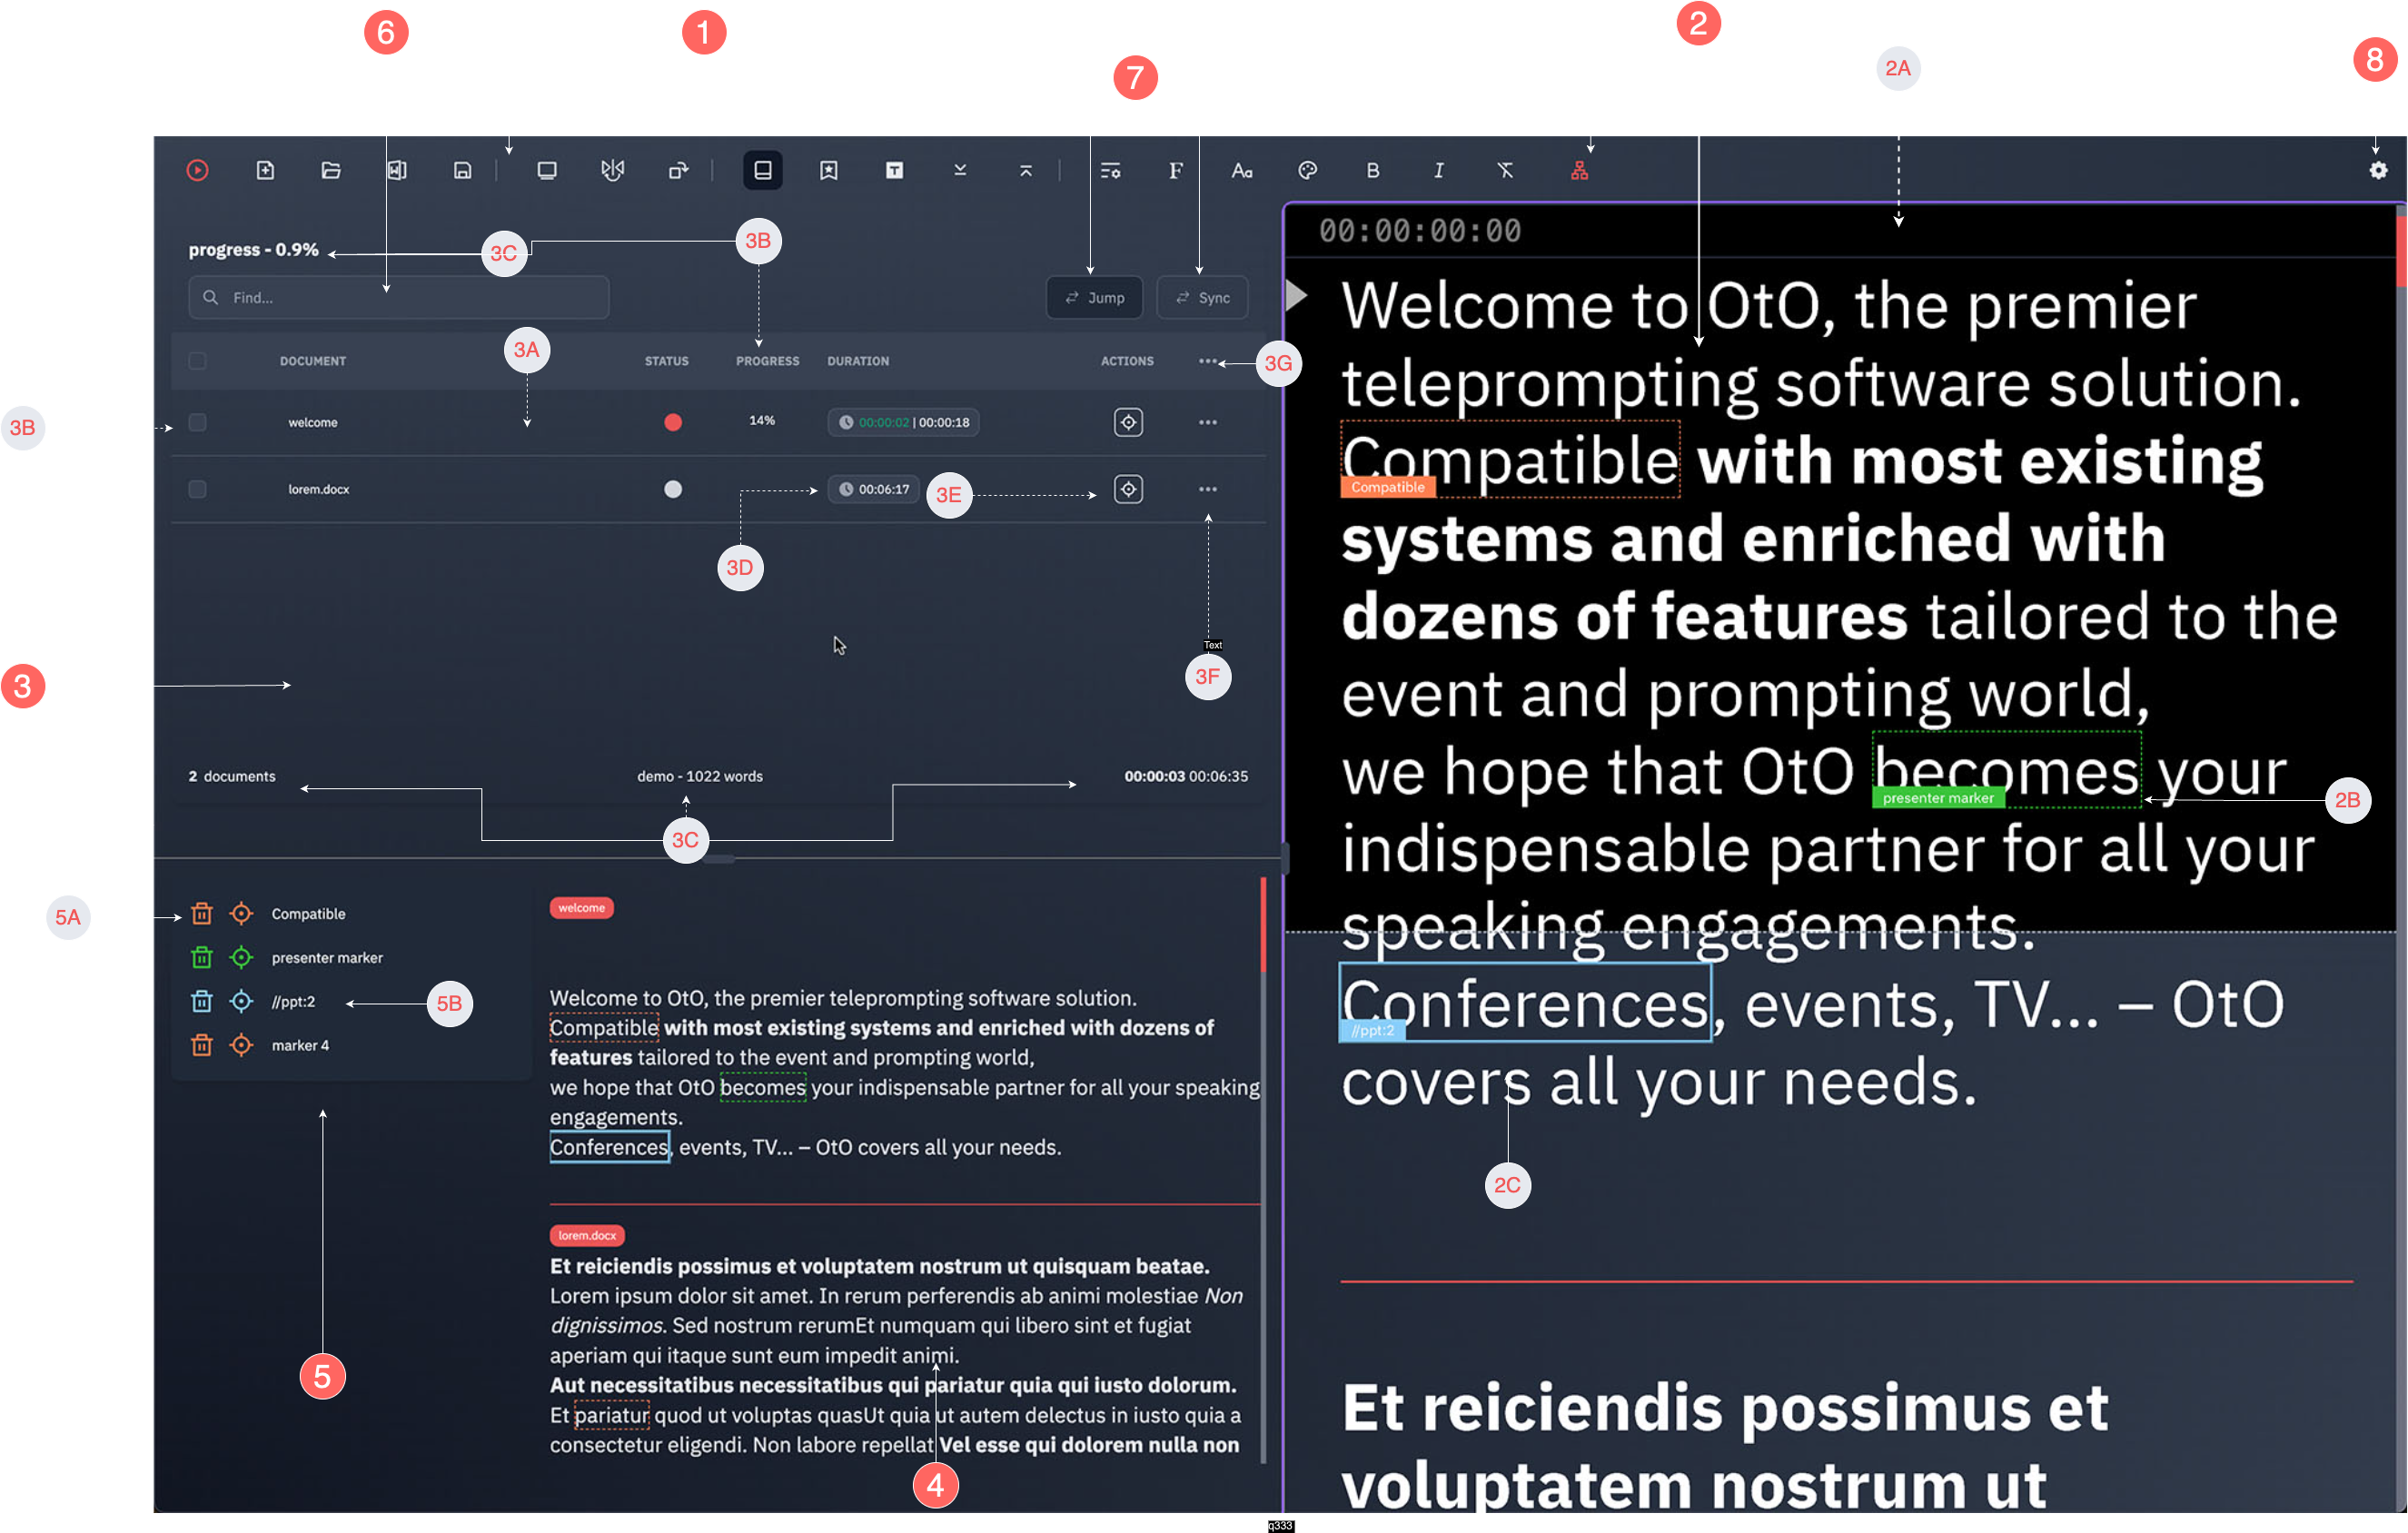 6
1
2
7
2A
8
F
Aa
B
I
progress - 0.9%
3C
3B
00:00:00:00
Find...
Jump
Sync
3A
DOCUMENT
STATUS
PROGRESS
DURATION
ACTIONS
3G
3B
welcome
14%
00:00:02 | 00:00:18
lorem.docx
00:06:17
3E
3D
Text
3F
3
2 documents
demo - 1022 words
00:00:03 00:06:35
3C
Welcome to OtO, the premier
teleprompting software solution.
Compatible with most existing
Compatible
systems and enriched with
dozens of features tailored to the
event and prompting world,
we hope that OtO becomes your
presenter marker
2B
indispensable partner for all your
speaking engagements.
Conferences, events, TV... – OtO
//ppt:2
covers all your needs.
2C
Et reiciendis possimus et
voluptatem nostrum ut
5A
Compatible
presenter marker
//ppt:2
5B
marker 4
5
welcome
Welcome to OtO, the premier teleprompting software solution.
Compatible with most existing systems and enriched with dozens of
features tailored to the event and prompting world,
we hope that OtO becomes your indispensable partner for all your speaking
engagements.
Conferences, events, TV... – OtO covers all your needs.
lorem.docx
Et reiciendis possimus et voluptatem nostrum ut quisquam beatae.
Lorem ipsum dolor sit amet. In rerum perferendis ab animi molestiae Non
dignissimos. Sed nostrum rerumEt numquam qui libero sint et fugiat
aperiam qui itaque sunt eum impedit animi.
Aut necessitatibus necessitatibus qui pariatur quia qui iusto dolorum.
Et pariatur quod ut voluptas quasUt quia ut autem delectus in iusto quia a
consectetur eligendi. Non labore repellat Vel esse qui dolorem nulla non
4
q333